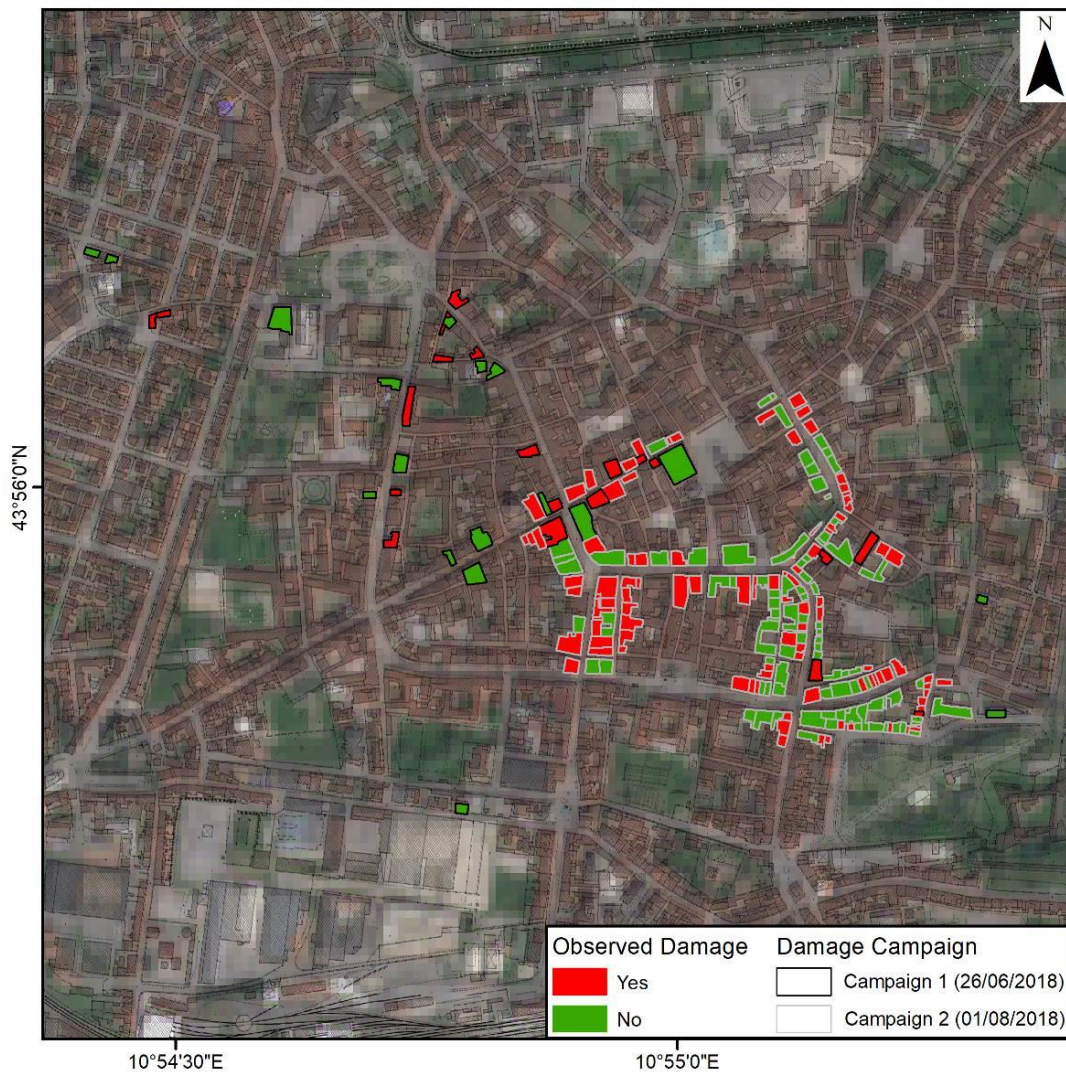 N
43°56'0"N
Observed Damage
Yes
No
Damage Campaign
Campaign 1 (26/06/2018)
Campaign 2 (01/08/2018)
10°54'30"E
10°55'0"E